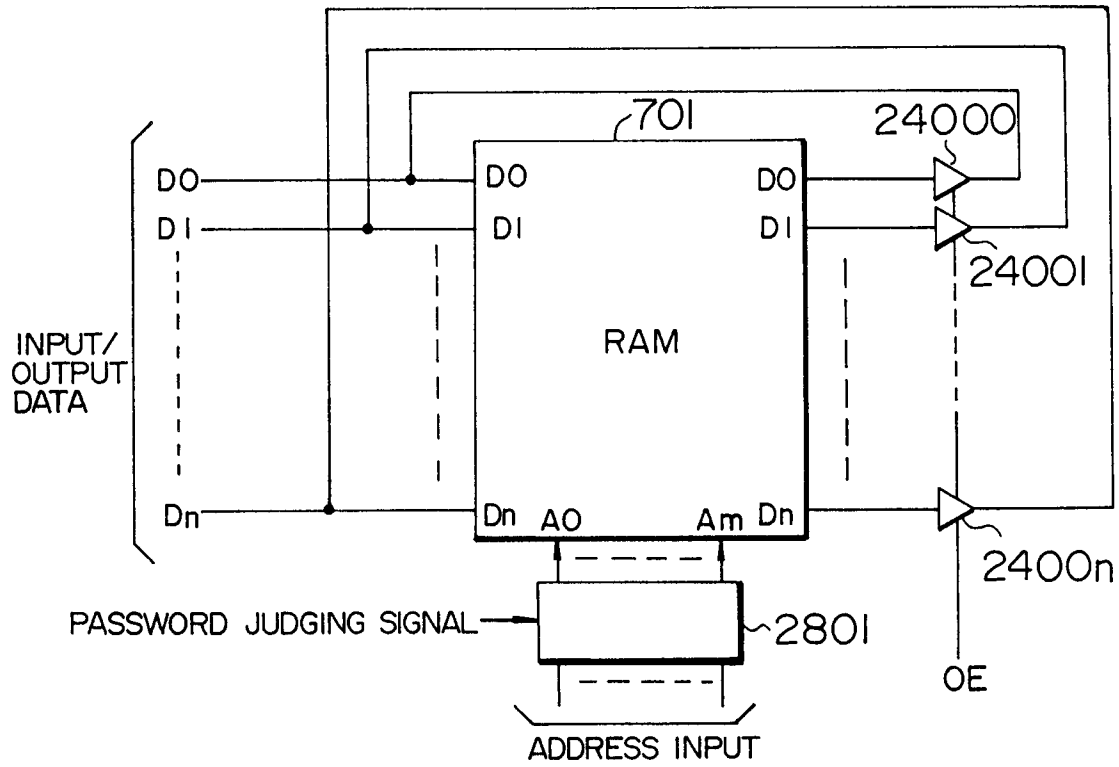 701
24000
D0
D0
D0
D1
D1
D1
24001
INPUT/
OUTPUT
DATA
RAM
Dn
Dn
A0
Am
Dn
2400n
PASSWORD JUDGING SIGNAL
2801
OE
ADDRESS INPUT